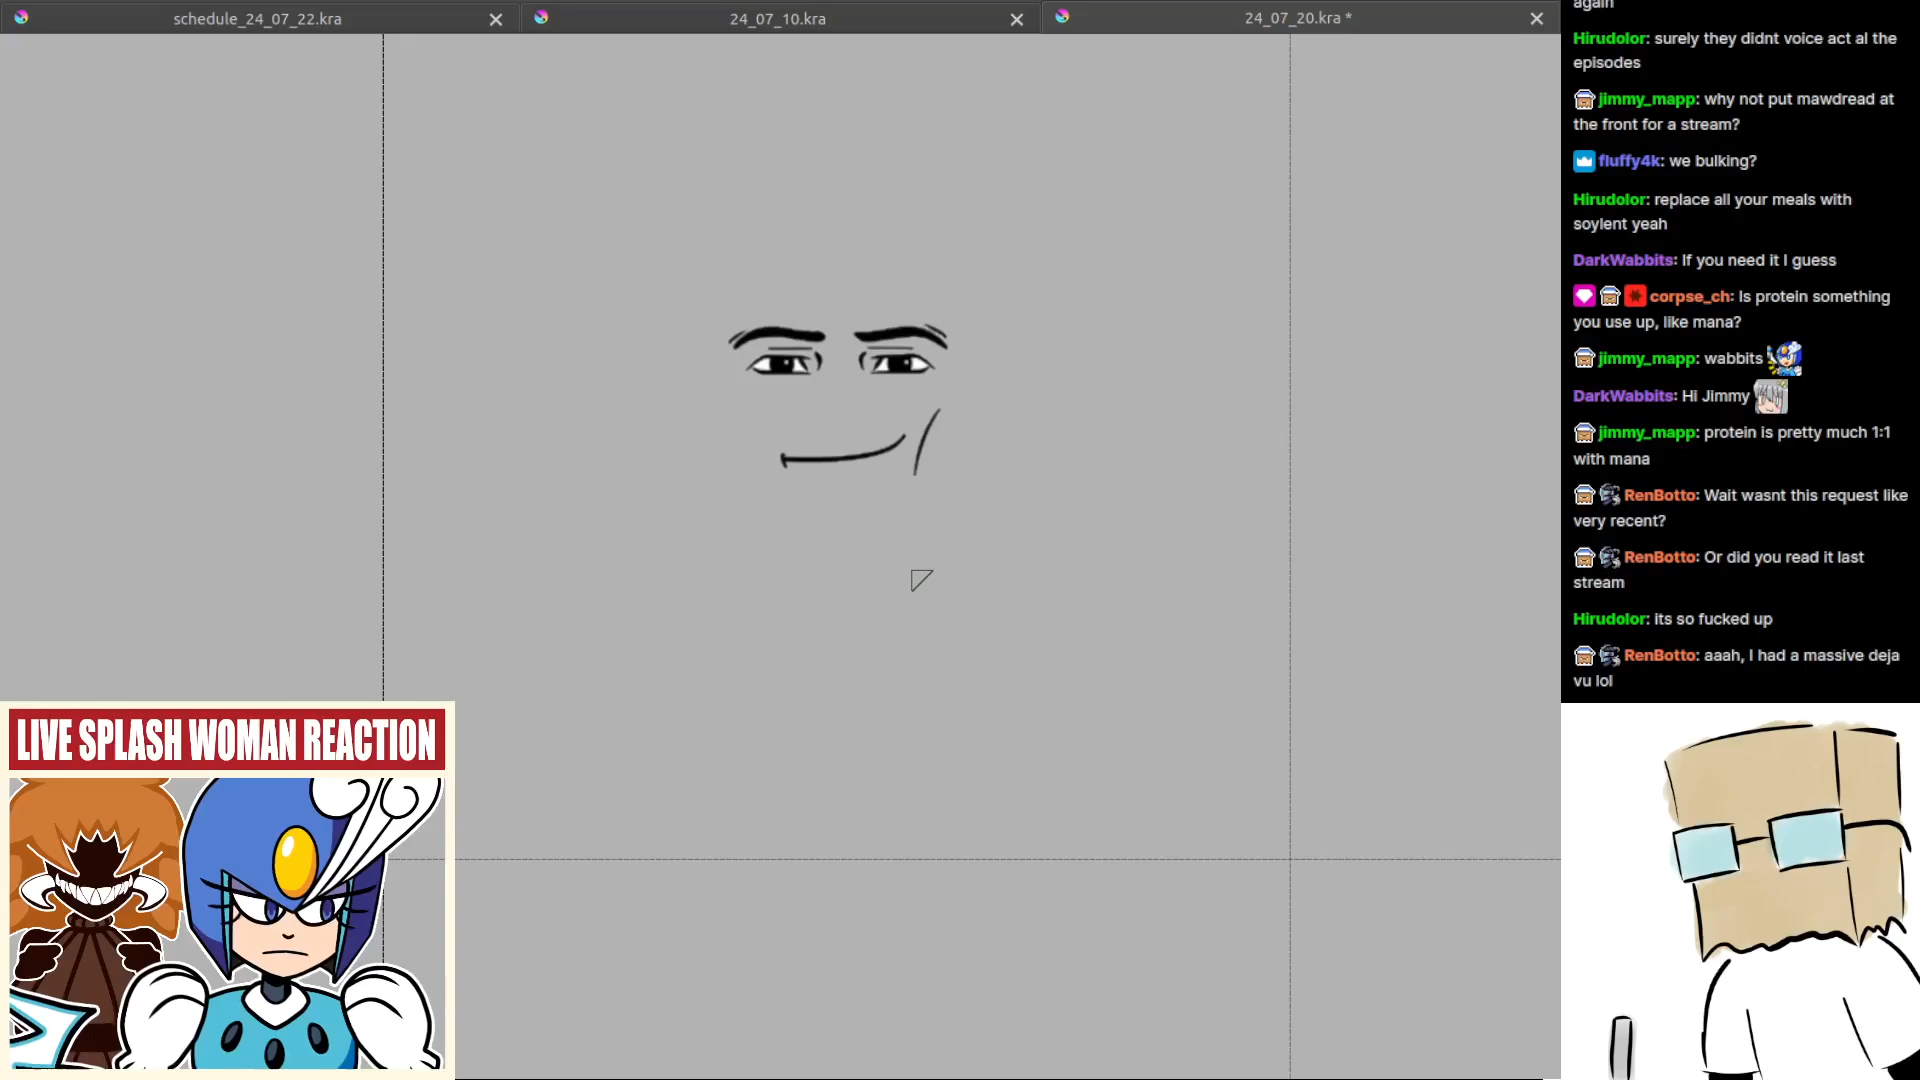 schedule_24_07_22.kra
24_07_10.kra
24_07_20.kra *
again
Hirudolor: surely they didnt voice act al the
episodes
jimmy_mapp: why not put mawdread at
the front for a stream?
fluffy4k: we bulking?
Hirudolor: replace all your meals with
soylent yeah
DarkWabbits: If you need it I guess
corpse_ch: Is protein something
you use up, like mana?
jimmy_mapp: wabbits
DarkWabbits: Hi Jimmy
jimmy_mapp: protein is pretty much 1:1
with mana
RenBotto: Wait wasnt this request like
very recent?
RenBotto: Or did you read it last
stream
Hirudolor: its so fucked up
RenBotto: aaah, I had a massive deja
vu lol
LIVE SPLASH WOMAN REACTION